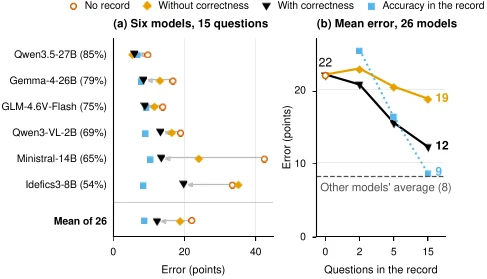 No record Without correctness With correctness Accuracy in the record
(a) Six models, 15 questions
Qwen3.5-27B (85%)
Gemma-4-26B (79%)
GLM-4.6V-Flash (75%)
Qwen3-VL-2B (69%)
Ministral-14B (65%)
Idefics3-8B (54%)
Mean of 26
0 20 40
Error (points)
(b) Mean error, 26 models
Error (points)
20
10
0
22
19
12
9
Other models' average (8)
0 2 5 15
Questions in the record